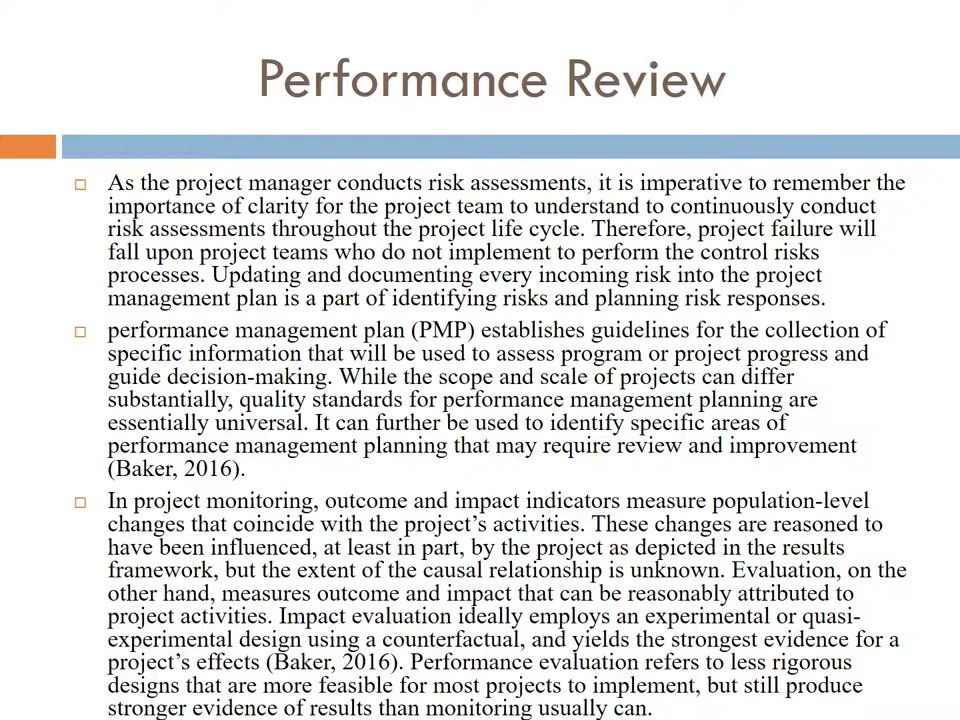 Performance Review
As the project manager conducts risk assessments, it is imperative to remember the
importance of clarity for the project team to understand to continuously conduct
risk assessments throughout the project life cycle. Therefore, project failure will
fall upon project teams who do not implement to perform the control risks
processes. Updating and documenting every incoming risk into the project
management plan is a part of identifying risks and planning risk responses.
performance management plan (PMP) establishes guidelines for the collection of
specific information that will be used to assess program or project progress and
guide decision-making. While the scope and scale of projects can differ
substantially, quality standards for performance management planning are
essentially universal. It can further be used to identify specific areas of
performance management planning that may require review and improvement
(Baker, 2016).
In project monitoring, outcome and impact indicators measure population-level
changes that coincide with the project’s activities. These changes are reasoned to
have been influenced, at least in part, by the project as depicted in the results
framework, but the extent of the causal relationship is unknown. Evaluation, on the
other hand, measures outcome and impact that can be reasonably attributed to
project activities. Impact evaluation ideally employs an experimental or quasi-
experimental design using a counterfactual, and yields the strongest evidence for a
project’s effects (Baker, 2016). Performance evaluation refers to less rigorous
designs that are more feasible for most projects to implement, but still produce
stronger evidence of results than monitoring usually can.